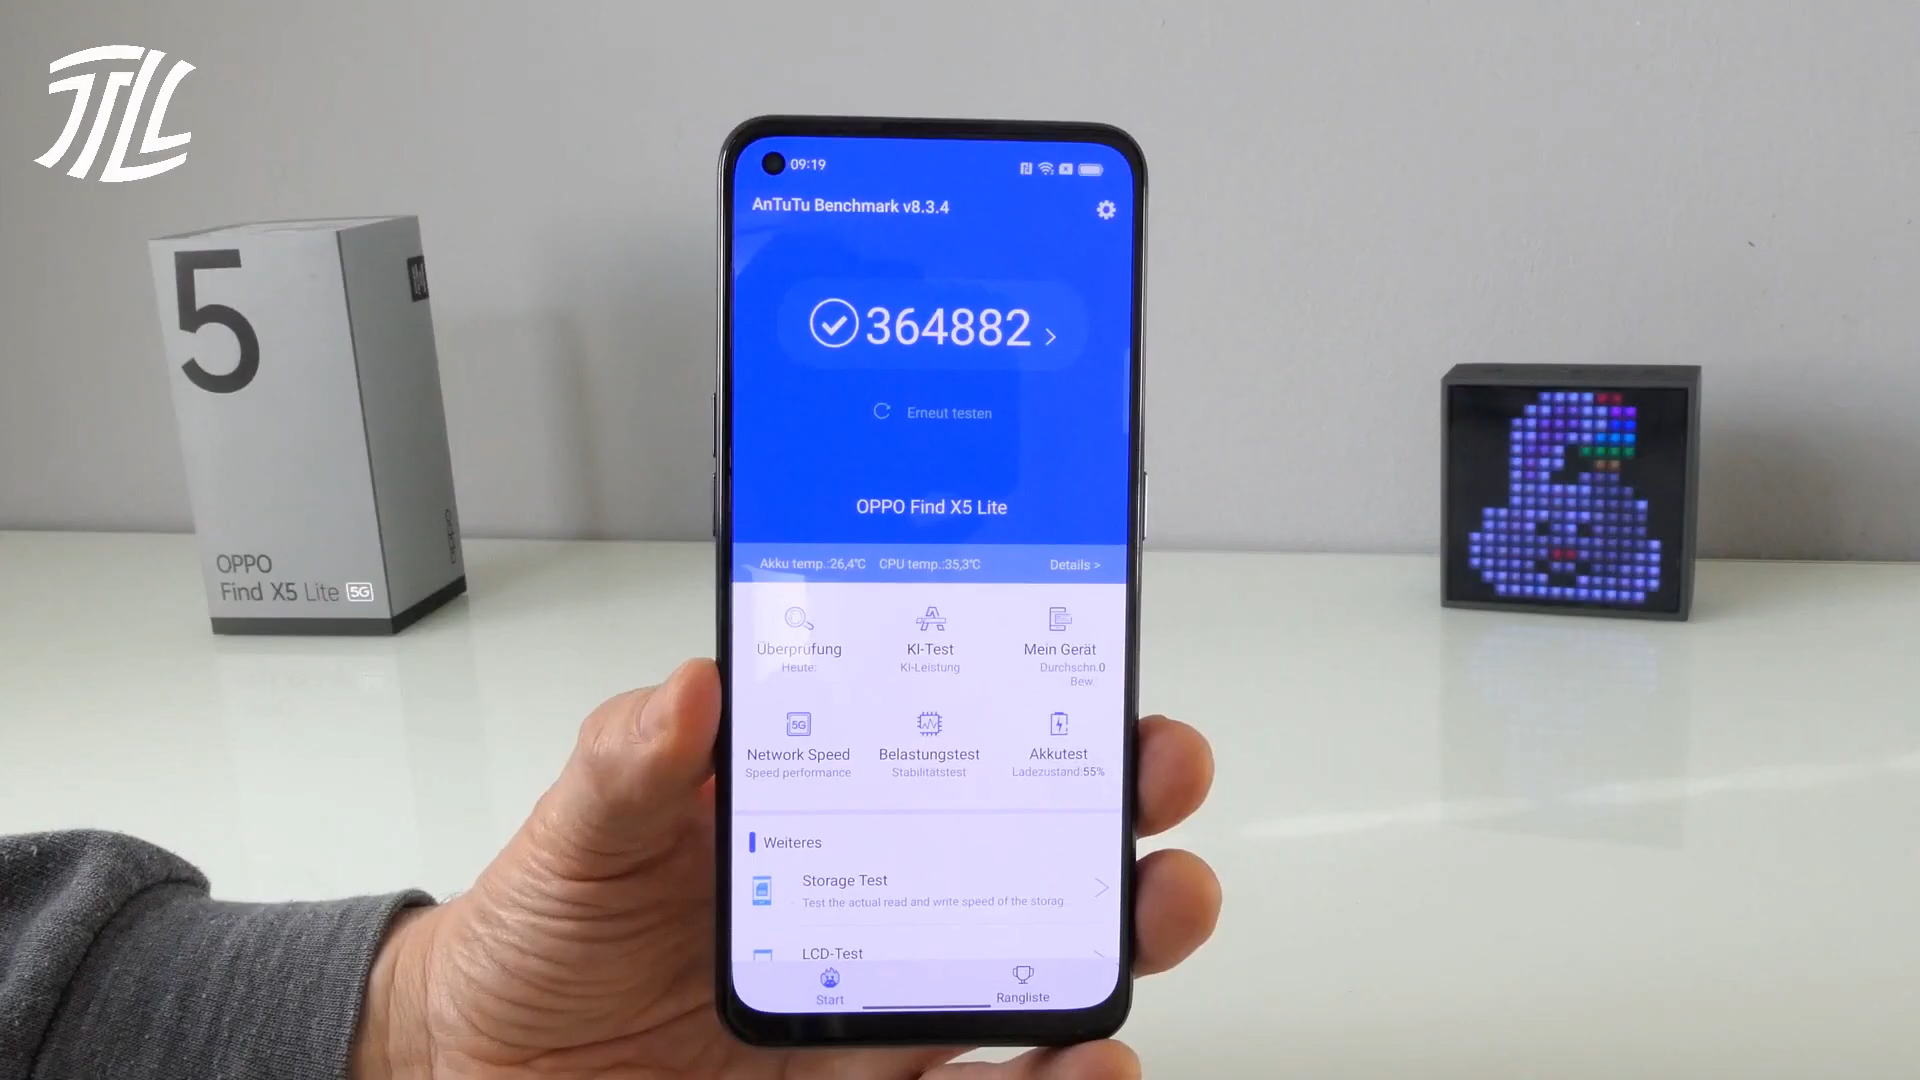 TLL
5
OPPO
Find X5 Lite 5G
oppo
09:19
AnTuTu Benchmark v8.3.4
364882 >
Erneut testen
OPPO Find X5 Lite
Akku temp.:26,4℃ CPU temp.:35,3℃ Details >
Überprüfung
Heute:
KI-Test
KI-Leistung
Mein Gerät
Durchschn.0
Bew.
5G
Network Speed
Speed performance
Belastungstest
Stabilitätstest
Akkutest
Ladezustand:55%
Weiteres
Storage Test
Test the actual read and write speed of the storag...
LCD-Test
Start
Rangliste